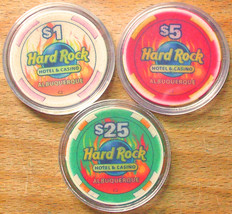 $1
Hard Rock
HOTEL & CASINO
ALBUQUERQUE
$5
Hard Rock
HOTEL & CASINO
ALBUQUERQUE
$25
Hard Rock
HOTEL & CASINO
ALBUQUERQUE